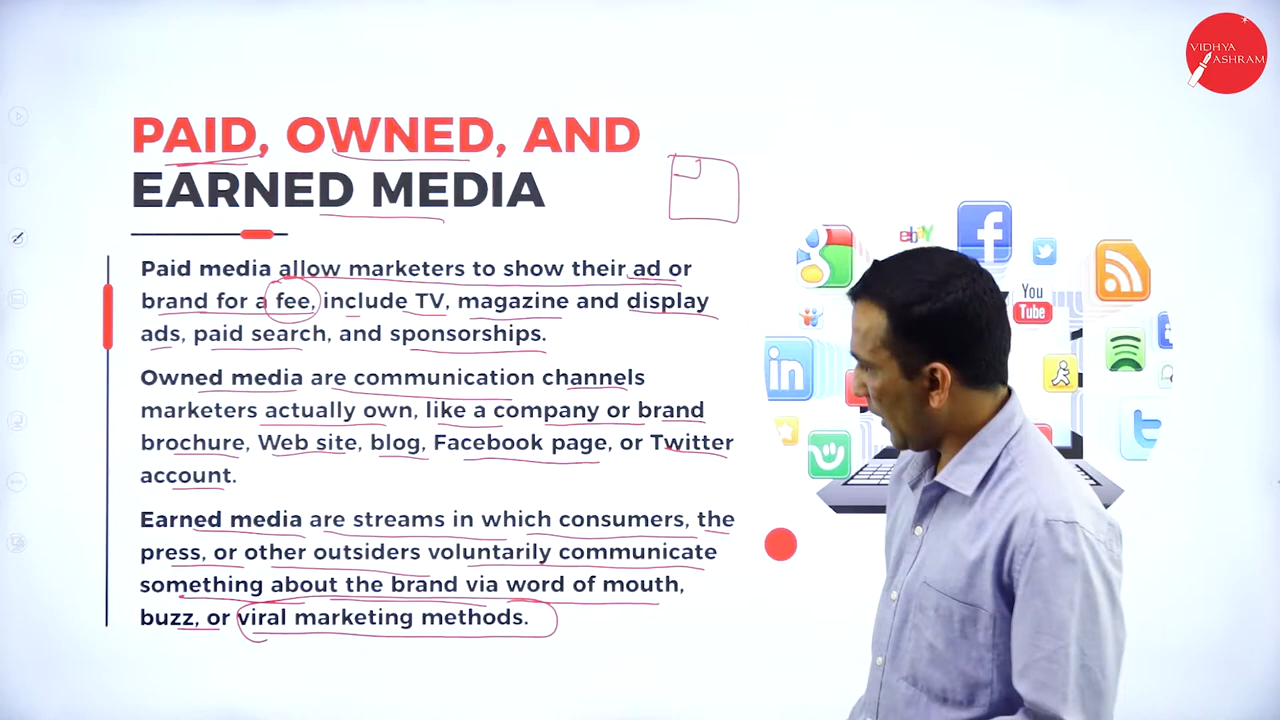 VIDHYA
ASHRAM
PAID, OWNED, AND
EARNED MEDIA
Paid media allow marketers to show their ad or
brand for a fee, include TV, magazine and display
ads, paid search, and sponsorships.
Owned media are communication channels
marketers actually own, like a company or brand
brochure, Web site, blog, Facebook page, or Twitter
account.
Earned media are streams in which consumers, the
press, or other outsiders voluntarily communicate
something about the brand via word of mouth,
buzz, or viral marketing methods.
ebY
f
You
Tube
in